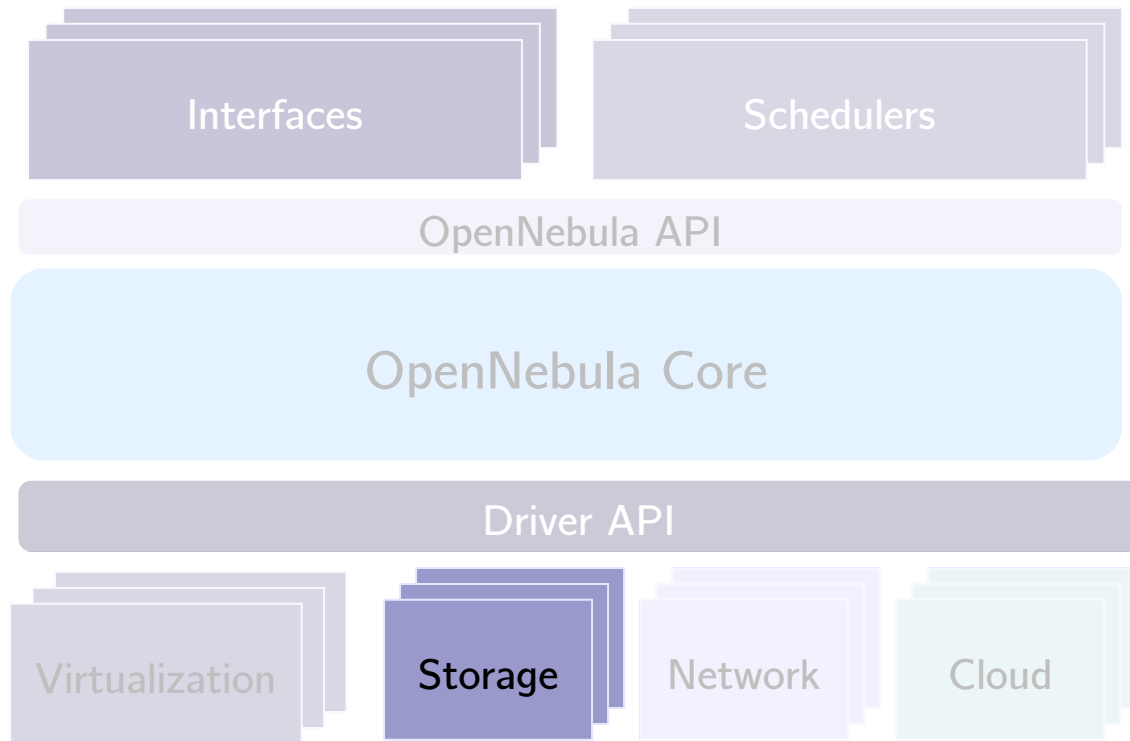 Interfaces
Schedulers
OpenNebula API
OpenNebula Core
Driver API
Virtualization
Storage
Network
Cloud